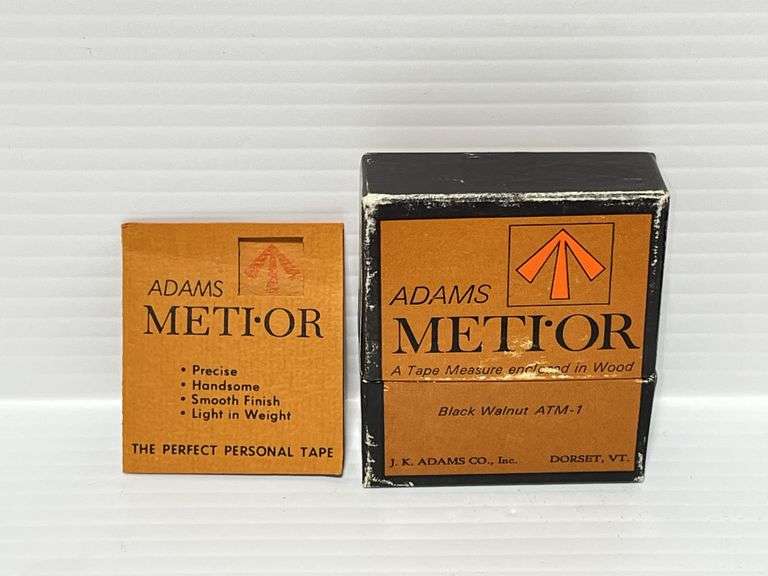 ADAMS
METI•OR
• Precise
• Handsome
• Smooth Finish
• Light in Weight
THE PERFECT PERSONAL TAPE
ADAMS
METI•OR
A Tape Measure enclosed in Wood
Black Walnut ATM-1
J. K. ADAMS CO., Inc. DORSET, VT.